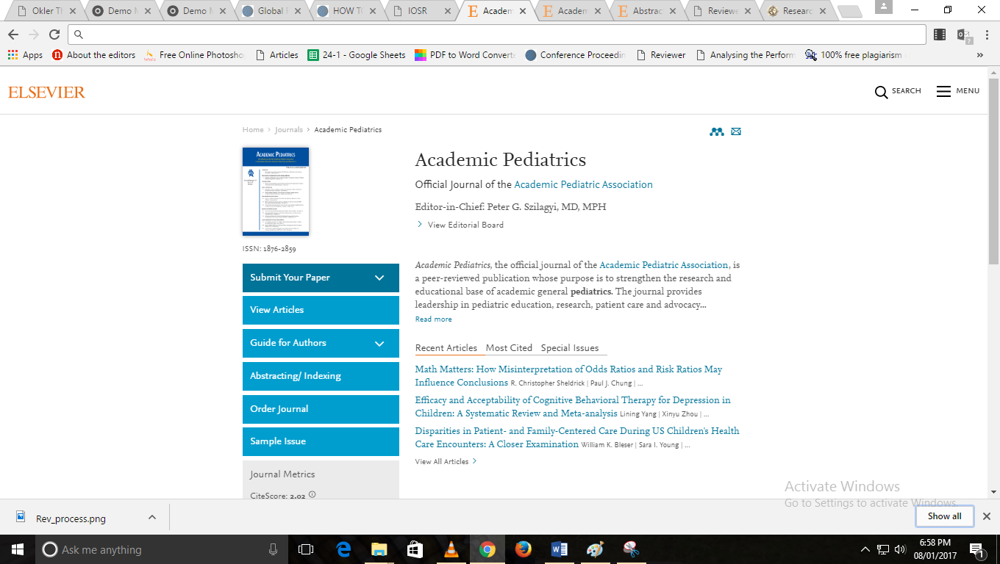 Okler Th
Demo M
Demo M
Global R
HOW TO
IOSR
Academ
Academ
Abstrac
Reviewe
Researc
Apps
About the editors
Free Online Photosho
Articles
24-1 - Google Sheets
PDF to Word Converte
Conference Proceedin
Reviewer
Analysing the Perform
100% free plagiarism
»
ELSEVIER
SEARCH
MENU
Home > Journals > Academic Pediatrics
ACADEMIC PEDIATRICS
Academic Pediatrics
Official Journal of the Academic Pediatric Association
Editor-in-Chief: Peter G. Szilagyi, MD, MPH
> View Editorial Board
ISSN: 1876-2859
Submit Your Paper
View Articles
Guide for Authors
Abstracting/ Indexing
Order Journal
Sample Issue
Journal Metrics
CiteScore: 2.02
Academic Pediatrics, the official journal of the Academic Pediatric Association, is
a peer-reviewed publication whose purpose is to strengthen the research and
educational base of academic general pediatrics. The journal provides
leadership in pediatric education, research, patient care and advocacy...
Read more
Recent Articles Most Cited Special Issues
Math Matters: How Misinterpretation of Odds Ratios and Risk Ratios May
Influence Conclusions R. Christopher Sheldrick | Paul J. Chung | ...
Efficacy and Acceptability of Cognitive Behavioral Therapy for Depression in
Children: A Systematic Review and Meta-analysis Lining Yang | Xinyu Zhou | ...
Disparities in Patient- and Family-Centered Care During US Children's Health
Care Encounters: A Closer Examination William K. Bleser | Sara I. Young | ...
View All Articles >
Activate Windows
Go to Settings to activate Windows.
Rev_process.png
Show all
Ask me anything
6:58 PM
08/01/2017
1